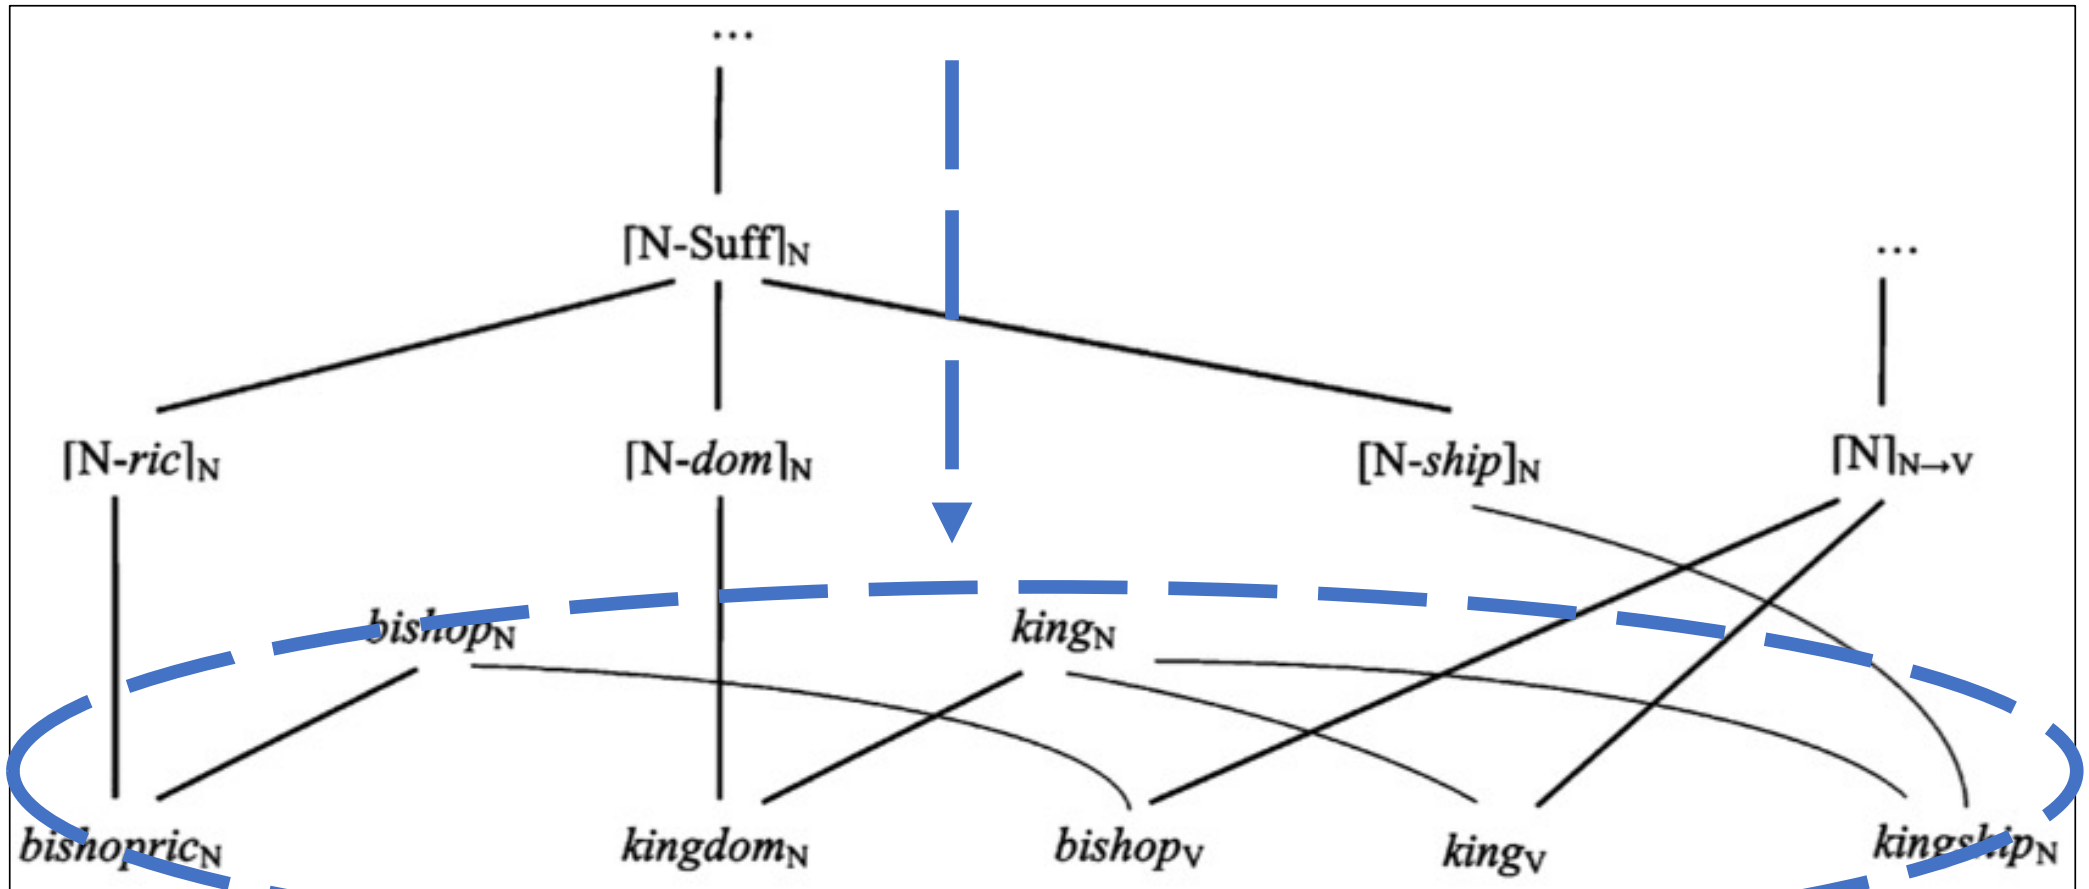 ...
⌈N-Suff⌉N
...
⌈N-ric⌉N ⌈N-dom⌉N [N-ship]N ⌈N⌉N→V
bishopN kingN
bishopricN kingdomN bishopV kingV kingshipN